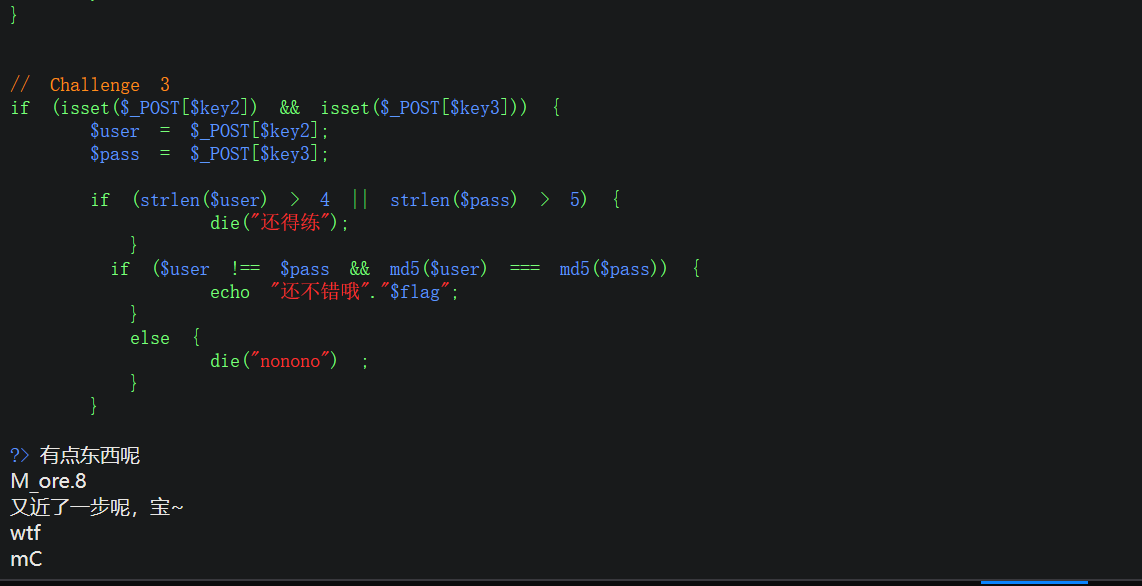 }
// Challenge 3
if (isset($_POST[$key2]) && isset($_POST[$key3])) {
$user = $_POST[$key2];
$pass = $_POST[$key3];
if (strlen($user) > 4 || strlen($pass) > 5) {
die("还得练");
}
if ($user !== $pass && md5($user) === md5($pass)) {
echo "还不错哦"."$flag";
}
else {
die("nonono") ;
}
}
?> 有点东西呢
M_ore.8
又近了一步呢，宝~
wtf
mC